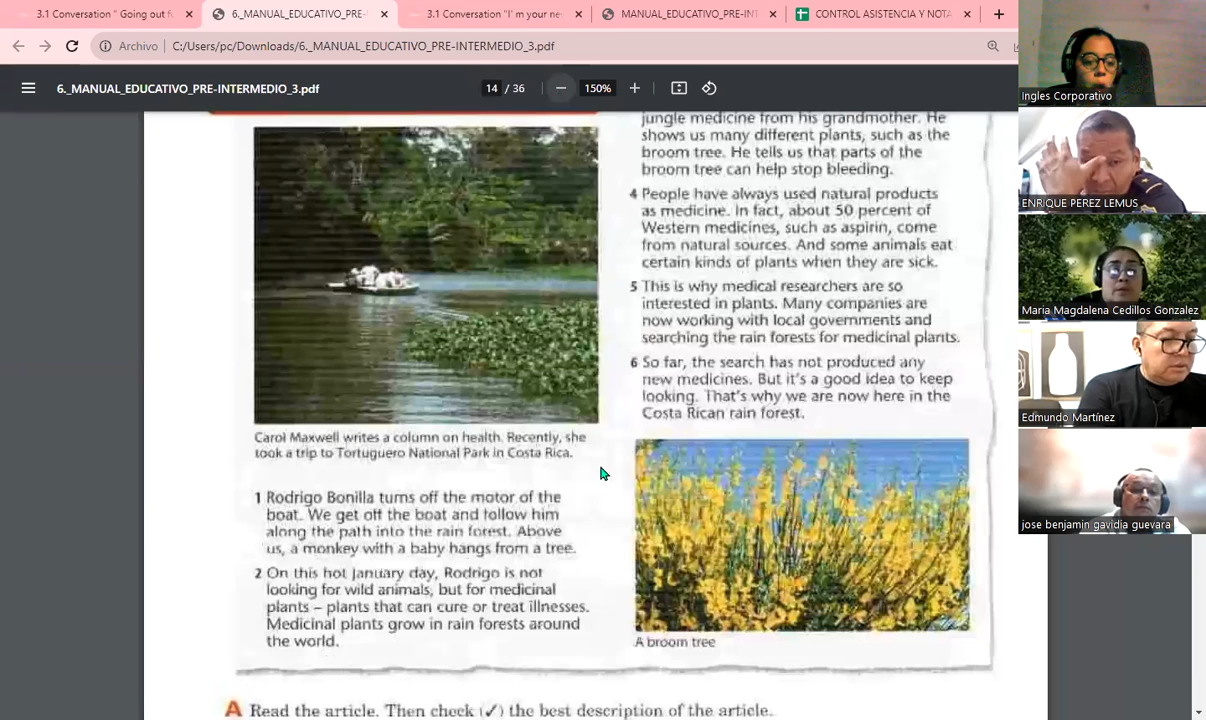 3.1 Conversation " Going out f
6._MANUAL_EDUCATIVO_PRE-
3.1 Conversation "I' m your ne
MANUAL_EDUCATIVO_PRE-INT
CONTROL ASISTENCIA Y NOTA
Archivo
C:/Users/pc/Downloads/6._MANUAL_EDUCATIVO_PRE-INTERMEDIO_3.pdf
6._MANUAL_EDUCATIVO_PRE-INTERMEDIO_3.pdf
14 / 36
150%
Carol Maxwell writes a column on health. Recently, she
took a trip to Tortuguero National Park in Costa Rica.
1 Rodrigo Bonilla turns off the motor of the
boat. We get off the boat and follow him
along the path into the rain forest. Above
us, a monkey with a baby hangs from a tree.
2 On this hot January day, Rodrigo is not
looking for wild animals, but for medicinal
plants – plants that can cure or treat illnesses.
Medicinal plants grow in rain forests around
the world.
jungle medicine from his grandmother. He
shows us many different plants, such as the
broom tree. He tells us that parts of the
broom tree can help stop bleeding.
4 People have always used natural products
as medicine. In fact, about 50 percent of
Western medicines, such as aspirin, come
from natural sources. And some animals eat
certain kinds of plants when they are sick.
5 This is why medical researchers are so
interested in plants. Many companies are
now working with local governments and
searching the rain forests for medicinal plants.
6 So far, the search has not produced any
new medicines. But it's a good idea to keep
looking. That's why we are now here in the
Costa Rican rain forest.
A broom tree
A Read the article. Then check (✓) the best description of the article.
Ingles Corporativo
ENRIQUE PEREZ LEMUS
Maria Magdalena Cedillos Gonzalez
Edmundo Martínez
jose benjamin gavidia guevara